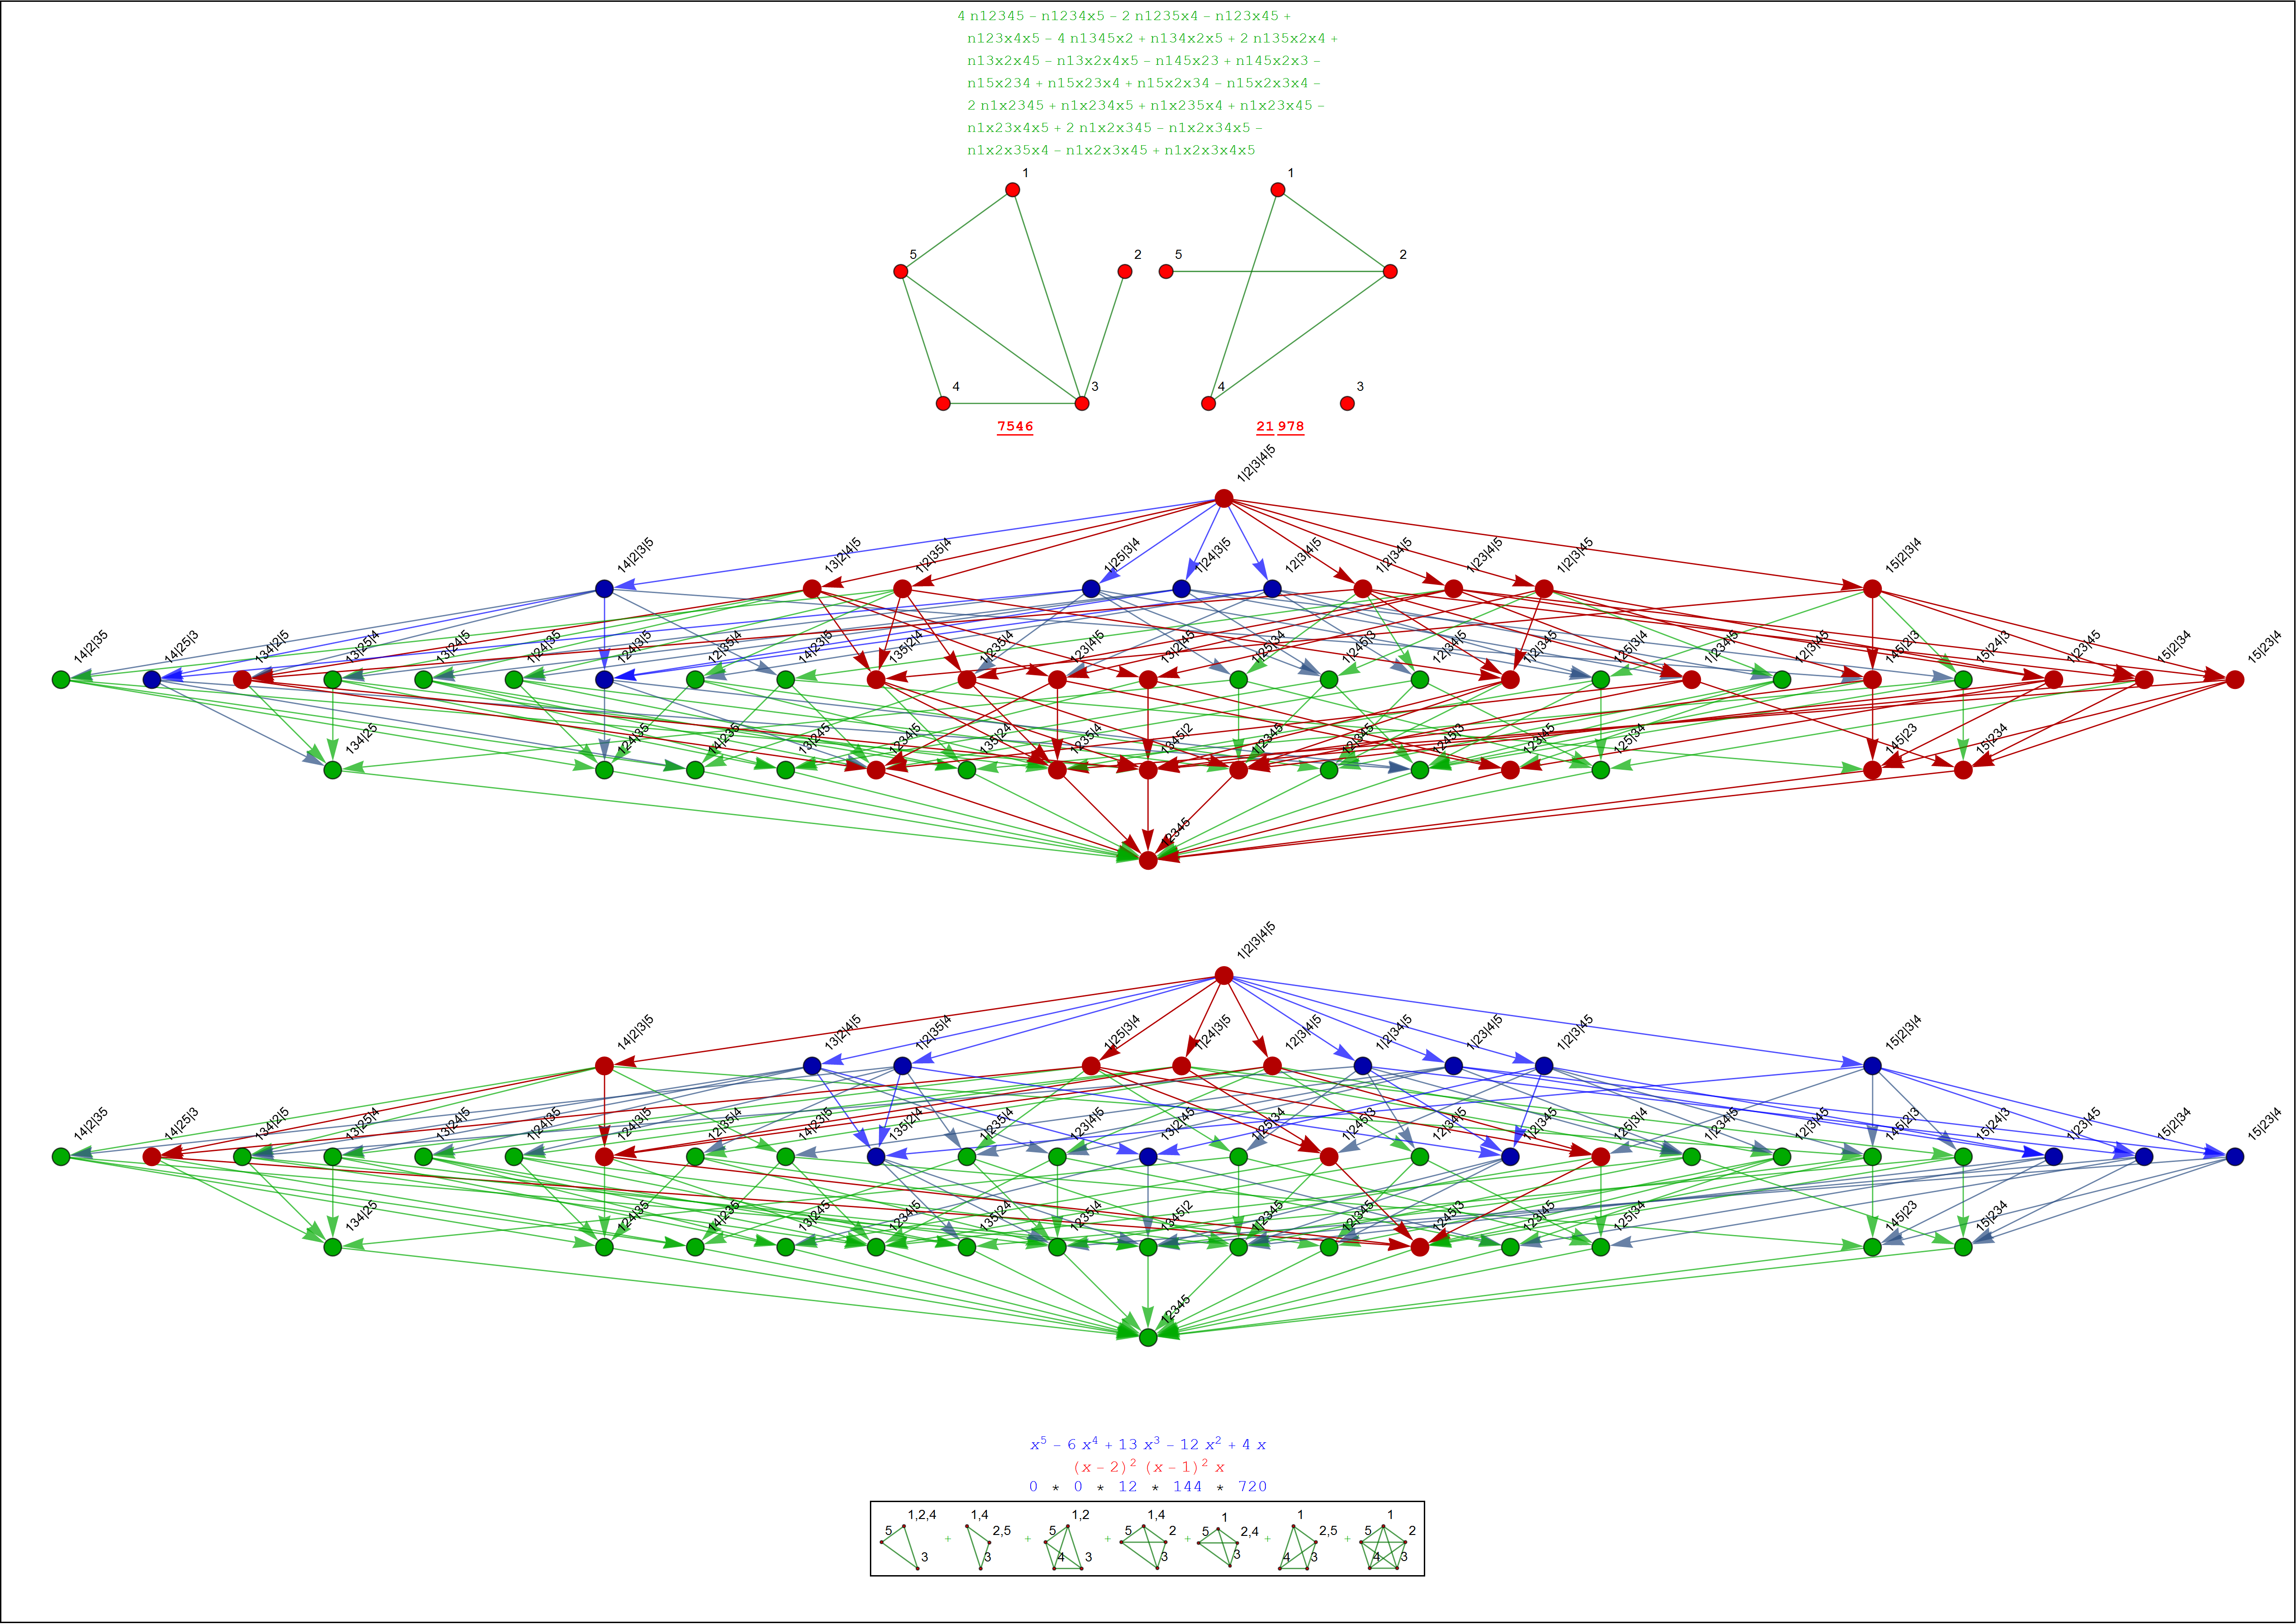 4 n12345 – n1234x5 – 2 n1235x4 – n123x45 +
n123x4x5 – 4 n1345x2 + n134x2x5 + 2 n135x2x4 +
n13x2x45 – n13x2x4x5 – n145x23 + n145x2x3 –
n15x234 + n15x23x4 + n15x2x34 – n15x2x3x4 –
2 n1x2345 + n1x234x5 + n1x235x4 + n1x23x45 –
n1x23x4x5 + 2 n1x2x345 – n1x2x34x5 –
n1x2x35x4 – n1x2x3x45 + n1x2x3x4x5
1 1
5 2 5 2
4 3 4 3
7546 21 978
1|2|3|4|5
14|2|3|5 13|2|4|5 1|2|35|4 1|25|3|4 1|24|3|5 12|3|4|5 1|2|34|5 1|23|4|5 1|2|3|45 15|2|3|4
14|2|35 14|25|3 134|2|5 13|25|4 13|24|5 1|24|35 124|3|5 12|35|4 14|23|5 135|2|4 1|235|4 123|4|5 13|2|45 1|25|34 1|245|3 12|34|5 1|2|345 125|3|4 1|234|5 12|3|45 145|2|3 15|24|3 1|23|45 15|2|34 15|23|4
134|25 124|35 14|235 13|245 1234|5 135|24 1235|4 1345|2 1|2345 12|345 1245|3 123|45 125|34 145|23 15|234
12345
1|2|3|4|5
14|2|3|5 13|2|4|5 1|2|35|4 1|25|3|4 1|24|3|5 12|3|4|5 1|2|34|5 1|23|4|5 1|2|3|45 15|2|3|4
14|2|35 14|25|3 134|2|5 13|25|4 13|24|5 1|24|35 124|3|5 12|35|4 14|23|5 135|2|4 1|235|4 123|4|5 13|2|45 1|25|34 1|245|3 12|34|5 1|2|345 125|3|4 1|234|5 12|3|45 145|2|3 15|24|3 1|23|45 15|2|34 15|23|4
134|25 124|35 14|235 13|245 1234|5 135|24 1235|4 1345|2 1|2345 12|345 1245|3 123|45 125|34 145|23 15|234
12345
x⁵ – 6 x⁴ + 13 x³ – 12 x² + 4 x
(x – 2)² (x – 1)² x
0 * 0 * 12 * 144 * 720
1,2,4 1,4 1,2 1,4 1 1 1
5 + 2,5 + 5 + 5 2 + 5 2,4 + 2,5 + 5 2
3 3 4 3 3 3 4 3 4 3